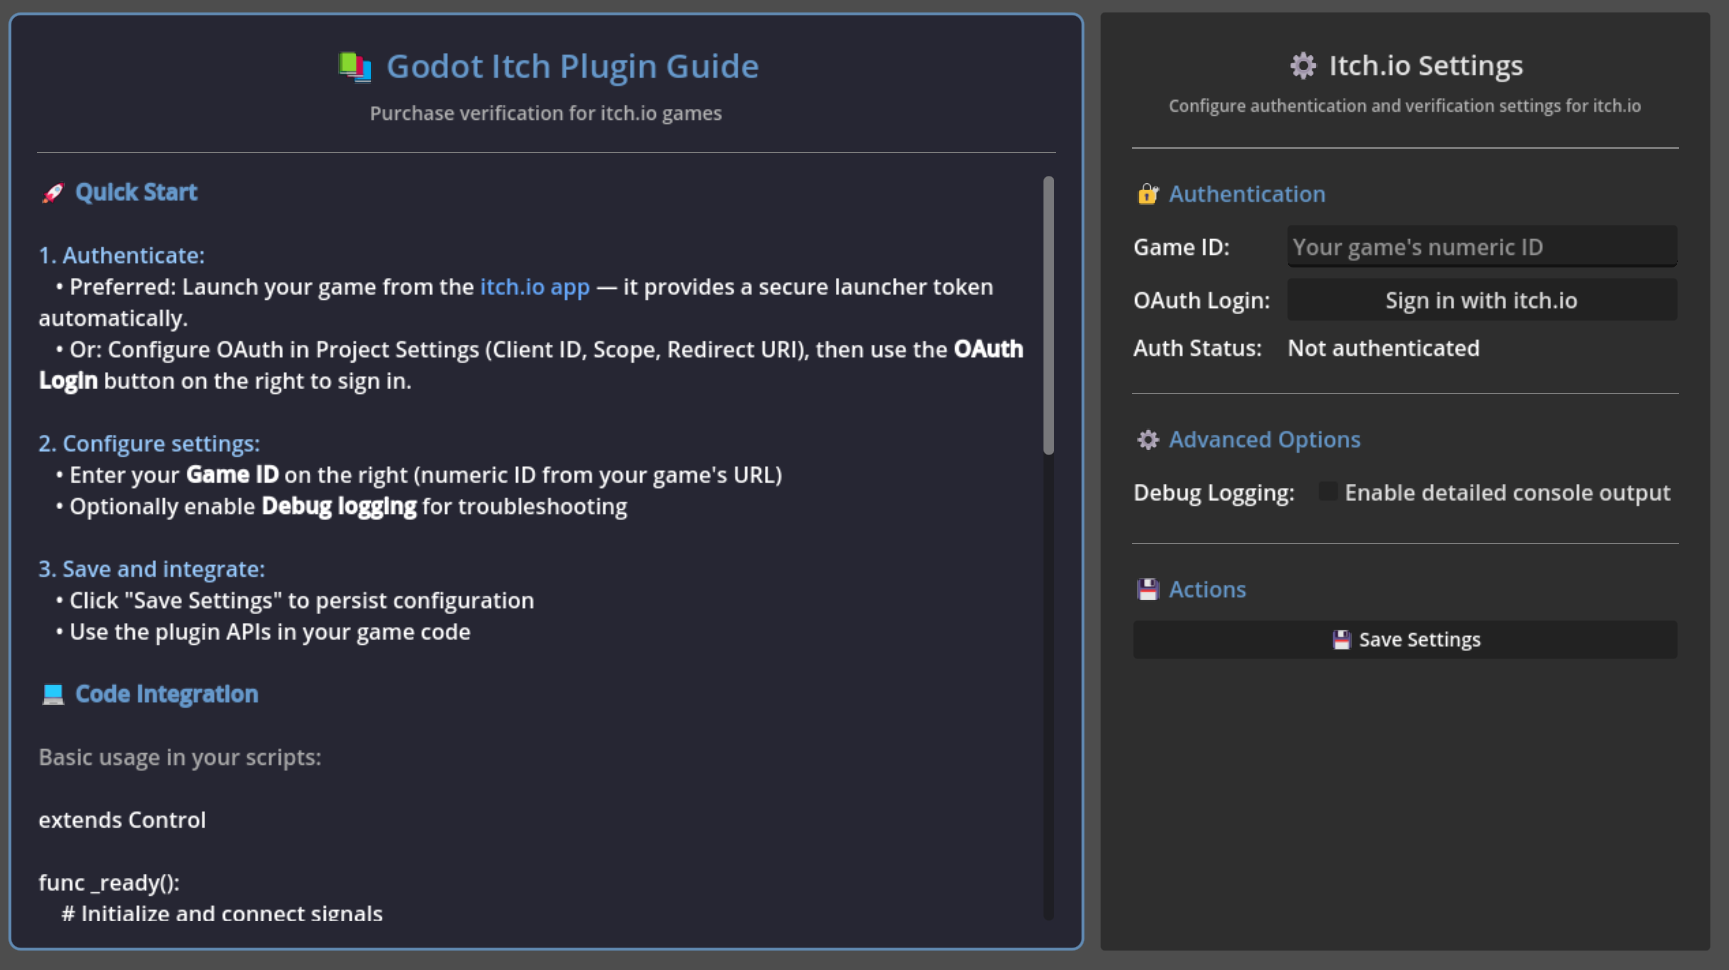 Godot Itch Plugin Guide
Purchase verification for itch.io games
Quick Start
1. Authenticate:
• Preferred: Launch your game from the itch.io app — it provides a secure launcher token
automatically.
• Or: Configure OAuth in Project Settings (Client ID, Scope, Redirect URI), then use the OAuth
Login button on the right to sign in.
2. Configure settings:
• Enter your Game ID on the right (numeric ID from your game's URL)
• Optionally enable Debug logging for troubleshooting
3. Save and integrate:
• Click "Save Settings" to persist configuration
• Use the plugin APIs in your game code
Code Integration
Basic usage in your scripts:
extends Control
func _ready():
# Initialize and connect signals
Itch.io Settings
Configure authentication and verification settings for itch.io
Authentication
Game ID: Your game's numeric ID
OAuth Login: Sign in with itch.io
Auth Status: Not authenticated
Advanced Options
Debug Logging: Enable detailed console output
Actions
Save Settings